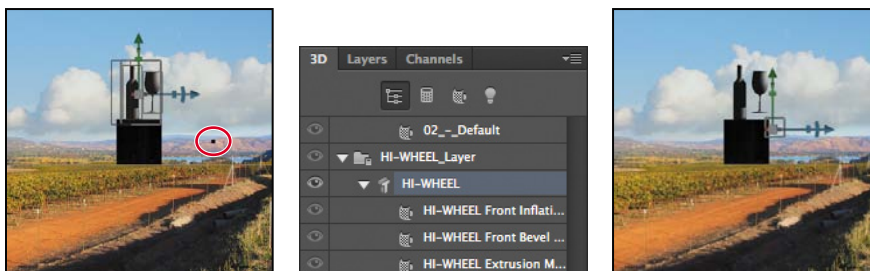 3D Layers Channels
02_-_Default
HI-WHEEL_Layer
HI-WHEEL
HI-WHEEL Front Inflati...
HI-WHEEL Front Bevel ...
HI-WHEEL Extrusion M...